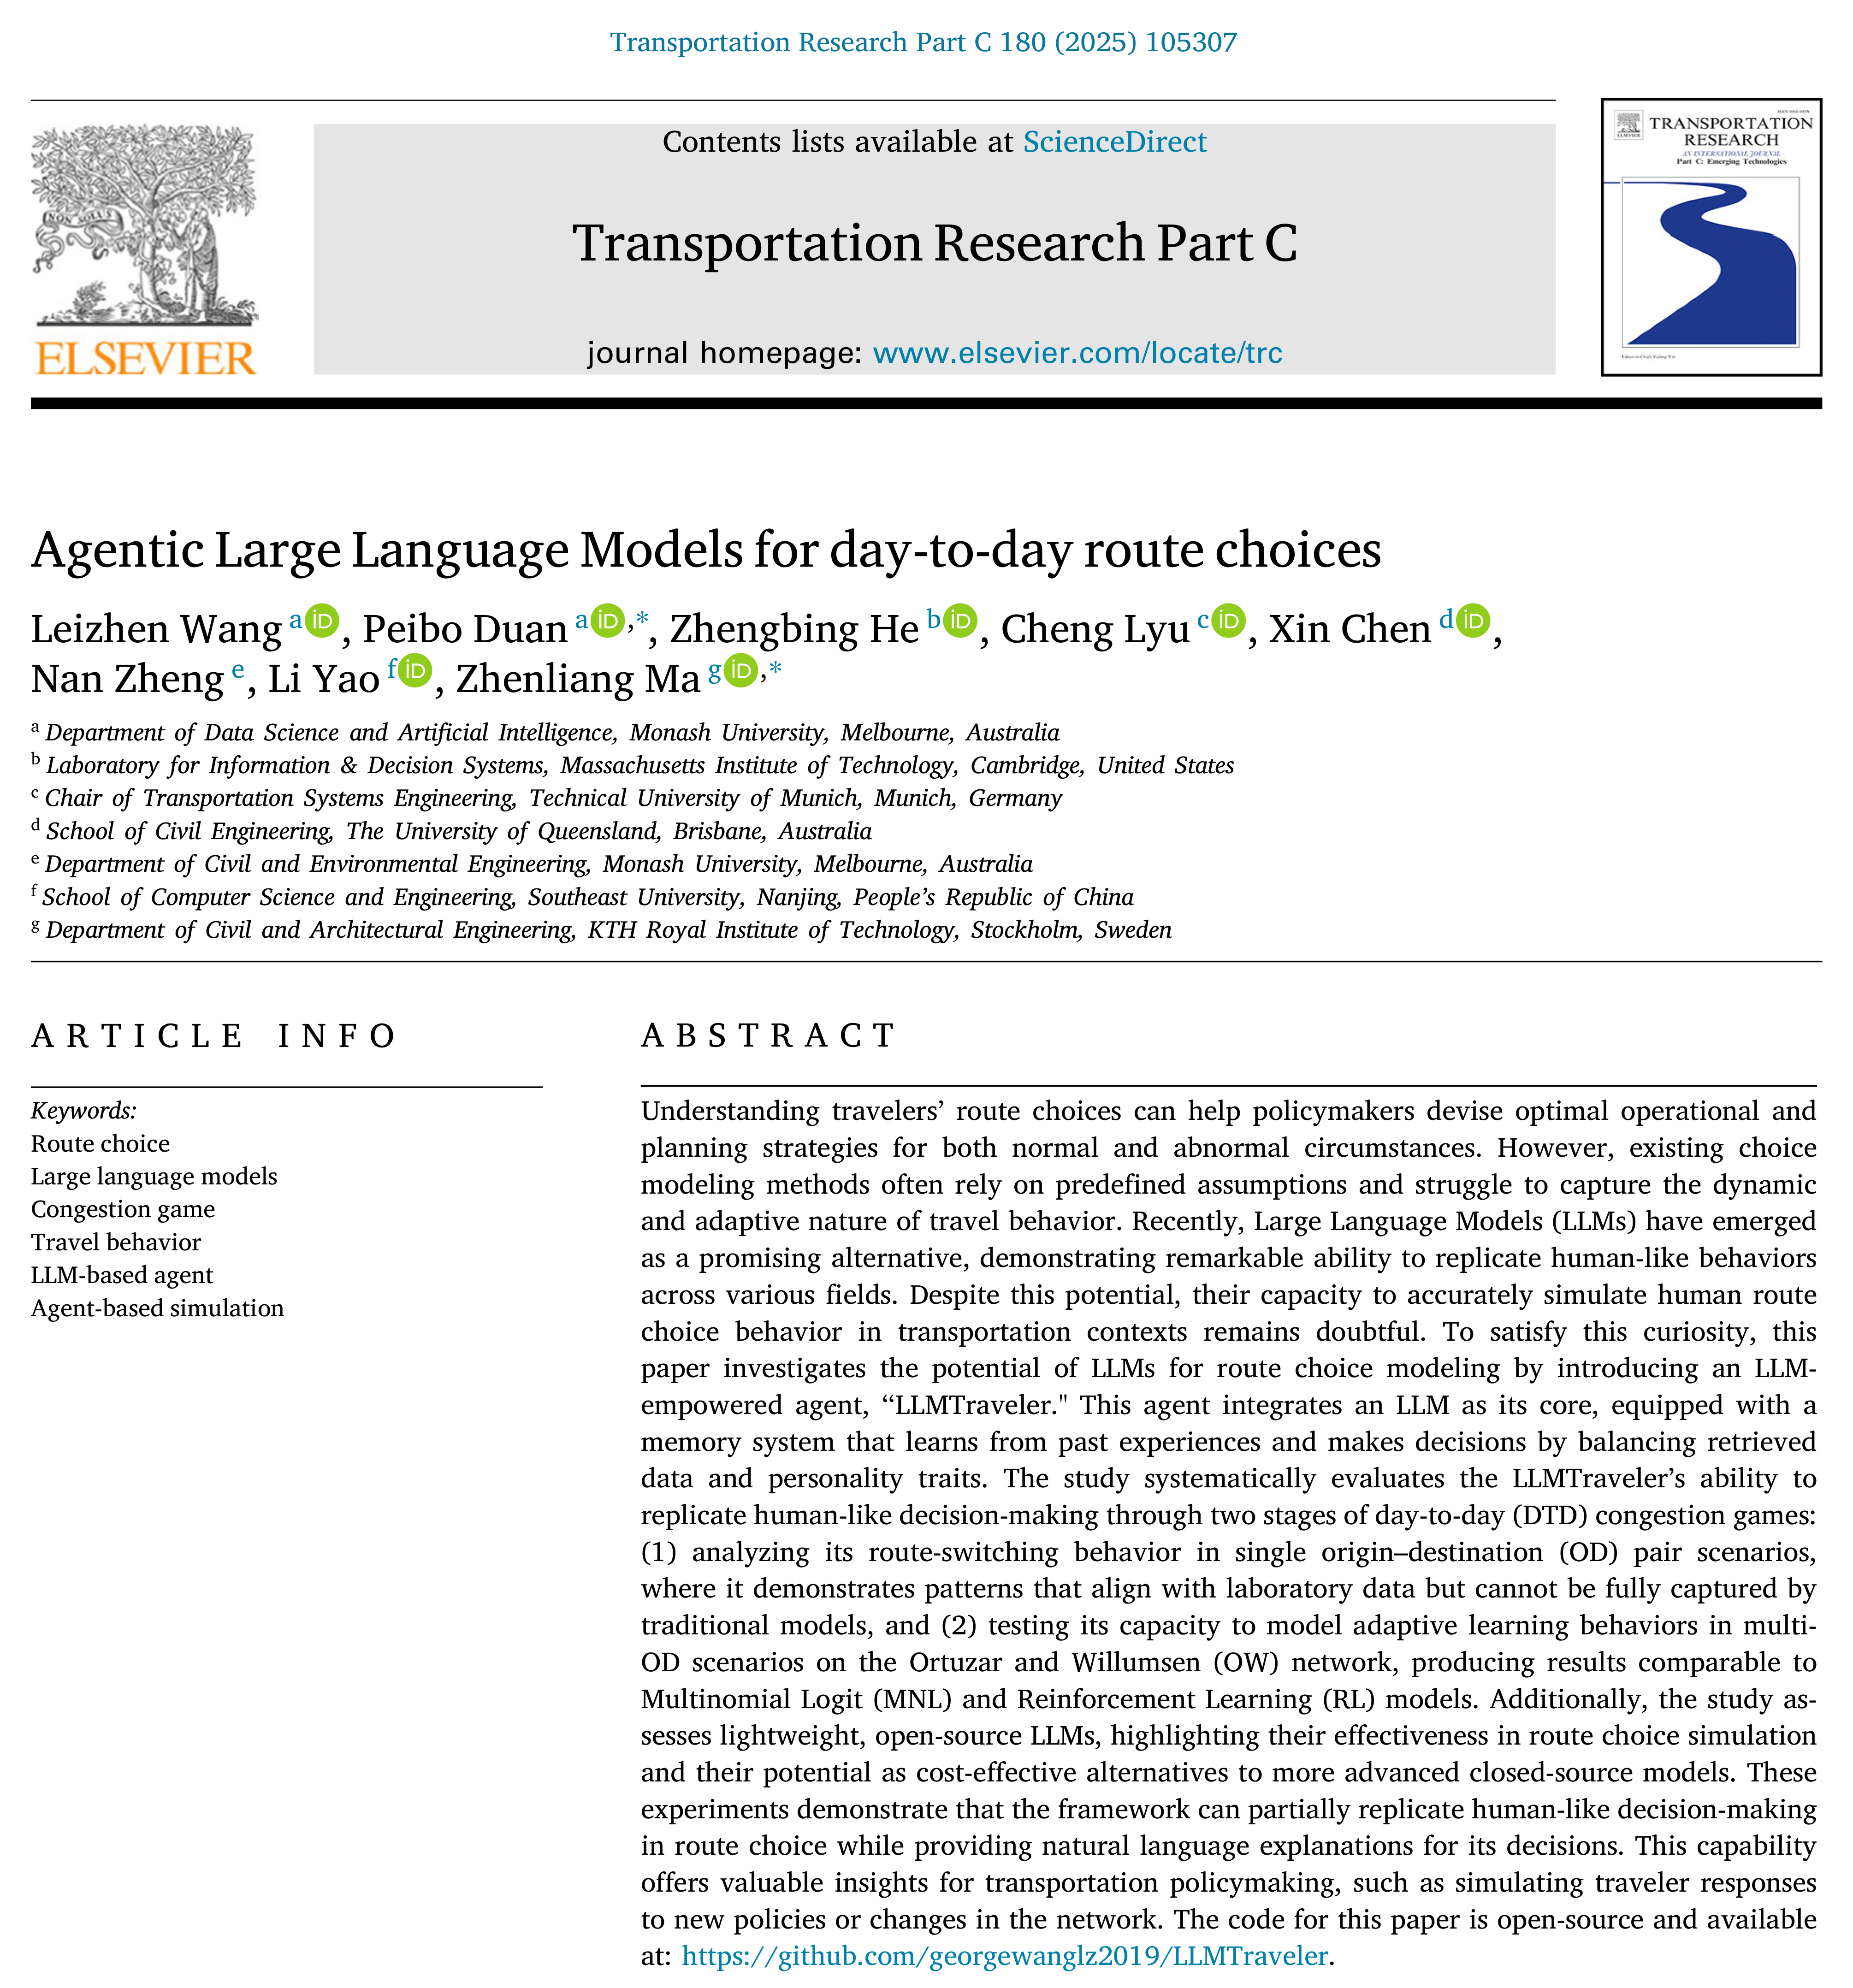 Transportation Research Part C 180 (2025) 105307
NON SOLUS
ELSEVIER
Contents lists available at ScienceDirect
Transportation Research Part C
journal homepage: www.elsevier.com/locate/trc
ELSEVIER
TRANSPORTATION
RESEARCH
AN INTERNATIONAL JOURNAL
Part C: Emerging Technologies
Agentic Large Language Models for day-to-day route choices
Leizhen Wang a iD, Peibo Duan a iD,*, Zhengbing He b iD, Cheng Lyu c iD, Xin Chen d iD,
Nan Zheng e, Li Yao f iD, Zhenliang Ma g iD,*
a Department of Data Science and Artificial Intelligence, Monash University, Melbourne, Australia
b Laboratory for Information & Decision Systems, Massachusetts Institute of Technology, Cambridge, United States
c Chair of Transportation Systems Engineering, Technical University of Munich, Munich, Germany
d School of Civil Engineering, The University of Queensland, Brisbane, Australia
e Department of Civil and Environmental Engineering, Monash University, Melbourne, Australia
f School of Computer Science and Engineering, Southeast University, Nanjing, People's Republic of China
g Department of Civil and Architectural Engineering, KTH Royal Institute of Technology, Stockholm, Sweden
ARTICLE INFO
Keywords:
Route choice
Large language models
Congestion game
Travel behavior
LLM-based agent
Agent-based simulation
ABSTRACT
Understanding travelers' route choices can help policymakers devise optimal operational and
planning strategies for both normal and abnormal circumstances. However, existing choice
modeling methods often rely on predefined assumptions and struggle to capture the dynamic
and adaptive nature of travel behavior. Recently, Large Language Models (LLMs) have emerged
as a promising alternative, demonstrating remarkable ability to replicate human-like behaviors
across various fields. Despite this potential, their capacity to accurately simulate human route
choice behavior in transportation contexts remains doubtful. To satisfy this curiosity, this
paper investigates the potential of LLMs for route choice modeling by introducing an LLM-
empowered agent, “LLMTraveler." This agent integrates an LLM as its core, equipped with a
memory system that learns from past experiences and makes decisions by balancing retrieved
data and personality traits. The study systematically evaluates the LLMTraveler's ability to
replicate human-like decision-making through two stages of day-to-day (DTD) congestion games:
(1) analyzing its route-switching behavior in single origin–destination (OD) pair scenarios,
where it demonstrates patterns that align with laboratory data but cannot be fully captured by
traditional models, and (2) testing its capacity to model adaptive learning behaviors in multi-
OD scenarios on the Ortuzar and Willumsen (OW) network, producing results comparable to
Multinomial Logit (MNL) and Reinforcement Learning (RL) models. Additionally, the study as-
sesses lightweight, open-source LLMs, highlighting their effectiveness in route choice simulation
and their potential as cost-effective alternatives to more advanced closed-source models. These
experiments demonstrate that the framework can partially replicate human-like decision-making
in route choice while providing natural language explanations for its decisions. This capability
offers valuable insights for transportation policymaking, such as simulating traveler responses
to new policies or changes in the network. The code for this paper is open-source and available
at: https://github.com/georgewanglz2019/LLMTraveler.